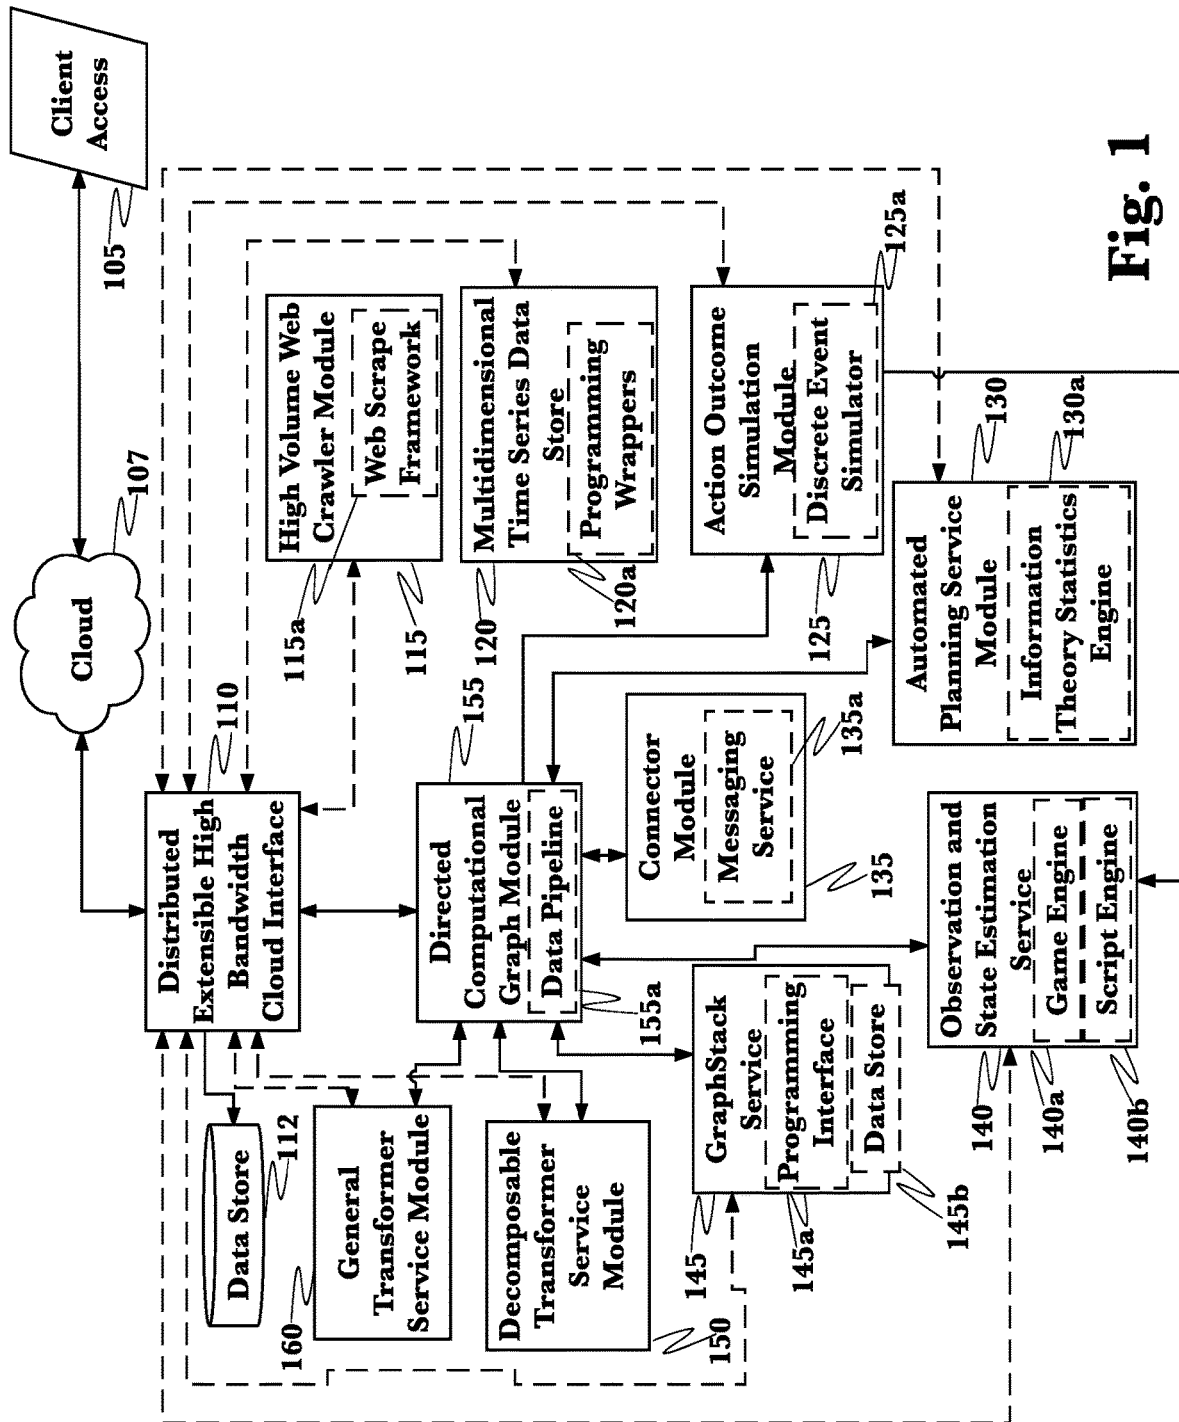 Client
Access
105
Cloud
107
Distributed
Extensible High
Bandwidth
Cloud Interface
110
Data Store
112
High Volume Web
Crawler Module
Web Scrape
Framework
115a
115
Multidimensional
Time Series Data
Store
Programming
Wrappers
120
120a
Action Outcome
Simulation
Module
Discrete Event
Simulator
125
125a
Automated
Planning Service
Module
Information
Theory Statistics
Engine
130
130a
Directed
Computational
Graph Module
Data Pipeline
155
155a
Connector
Module
Messaging
Service
135
135a
General
Transformer
Service Module
160
Decomposable
Transformer
Service
Module
150
GraphStack
Service
Programming
Interface
Data Store
145
145a
145b
Observation and
State Estimation
Service
Game Engine
Script Engine
140
140a
140b
Fig. 1